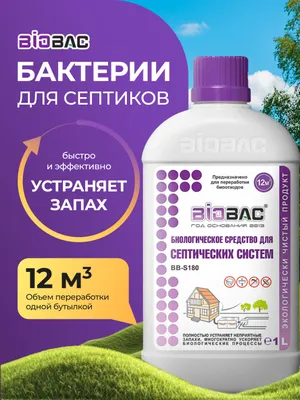 BIOBAC
БАКТЕРИИ
ДЛЯ СЕПТИКОВ
быстро
и эффективно
УСТРАНЯЕТ
ЗАПАХ
12 м³
Объем переработки
одной бутылкой
Предназначено
для переработки
биоотходов
12м³
BIOBAC
ГОД ОСНОВАНИЯ 2013
БИОЛОГИЧЕСКОЕ СРЕДСТВО ДЛЯ
СЕПТИЧЕСКИХ СИСТЕМ
BB-S180
ПОЛНОСТЬЮ УСТРАНЯЕТ НЕПРИЯТНЫЕ
ЗАПАХИ, МНОГОКРАТНО УСКОРЯЕТ
БИОЛОГИЧЕСКИЕ ПРОЦЕССЫ
ЭКОЛОГИЧЕСКИ ЧИСТЫЙ ПРОДУКТ
℮1L